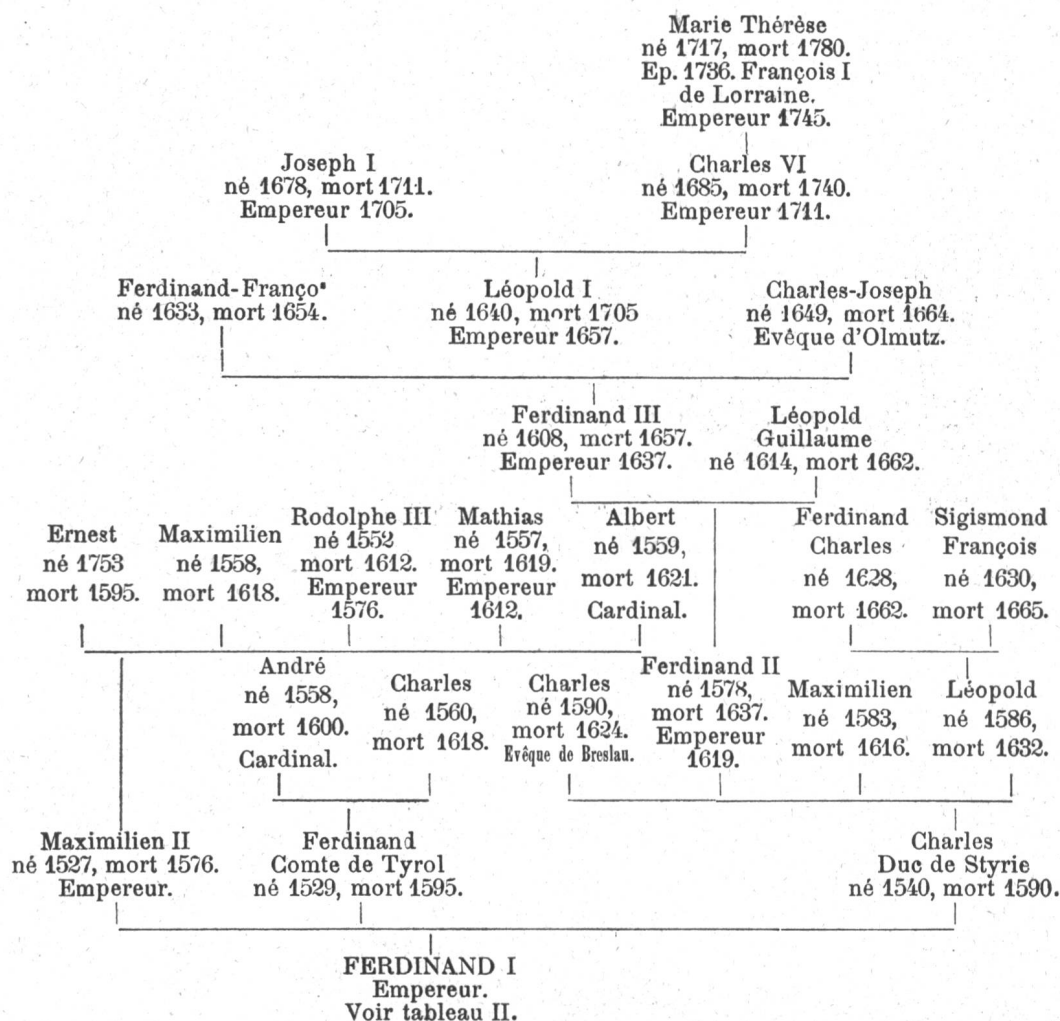 Marie Thérèse
né 1717, mort 1780.
Ep. 1736. François I
de Lorraine.
Empereur 1745.
Joseph I
né 1678, mort 1711.
Empereur 1705.
Charles VI
né 1685, mort 1740.
Empereur 1711.
Ferdinand-Franço
né 1633, mort 1654.
Léopold I
né 1640, mort 1705
Empereur 1657.
Charles-Joseph
né 1649, mort 1664.
Evêque d'Olmutz.
Ferdinand III
né 1608, mort 1657.
Empereur 1637.
Léopold
Guillaume
né 1614, mort 1662.
Ernest
né 1753
mort 1595.
Maximilien
né 1558,
mort 1618.
Rodolphe III
né 1552
mort 1612.
Empereur
1576.
Mathias
né 1557,
mort 1619.
Empereur
1612.
Albert
né 1559,
mort 1621.
Cardinal.
Ferdinand
Charles
né 1628,
mort 1662.
Sigismond
François
né 1630,
mort 1665.
André
né 1558,
mort 1600.
Cardinal.
Charles
né 1560,
mort 1618.
Charles
né 1590,
mort 1624.
Evêque de Breslau.
Ferdinand II
né 1578,
mort 1637.
Empereur
1619.
Maximilien
né 1583,
mort 1616.
Léopold
né 1586,
mort 1632.
Maximilien II
né 1527, mort 1576.
Empereur.
Ferdinand
Comte de Tyrol
né 1529, mort 1595.
Charles
Duc de Styrie
né 1540, mort 1590.
FERDINAND I
Empereur.
Voir tableau II.